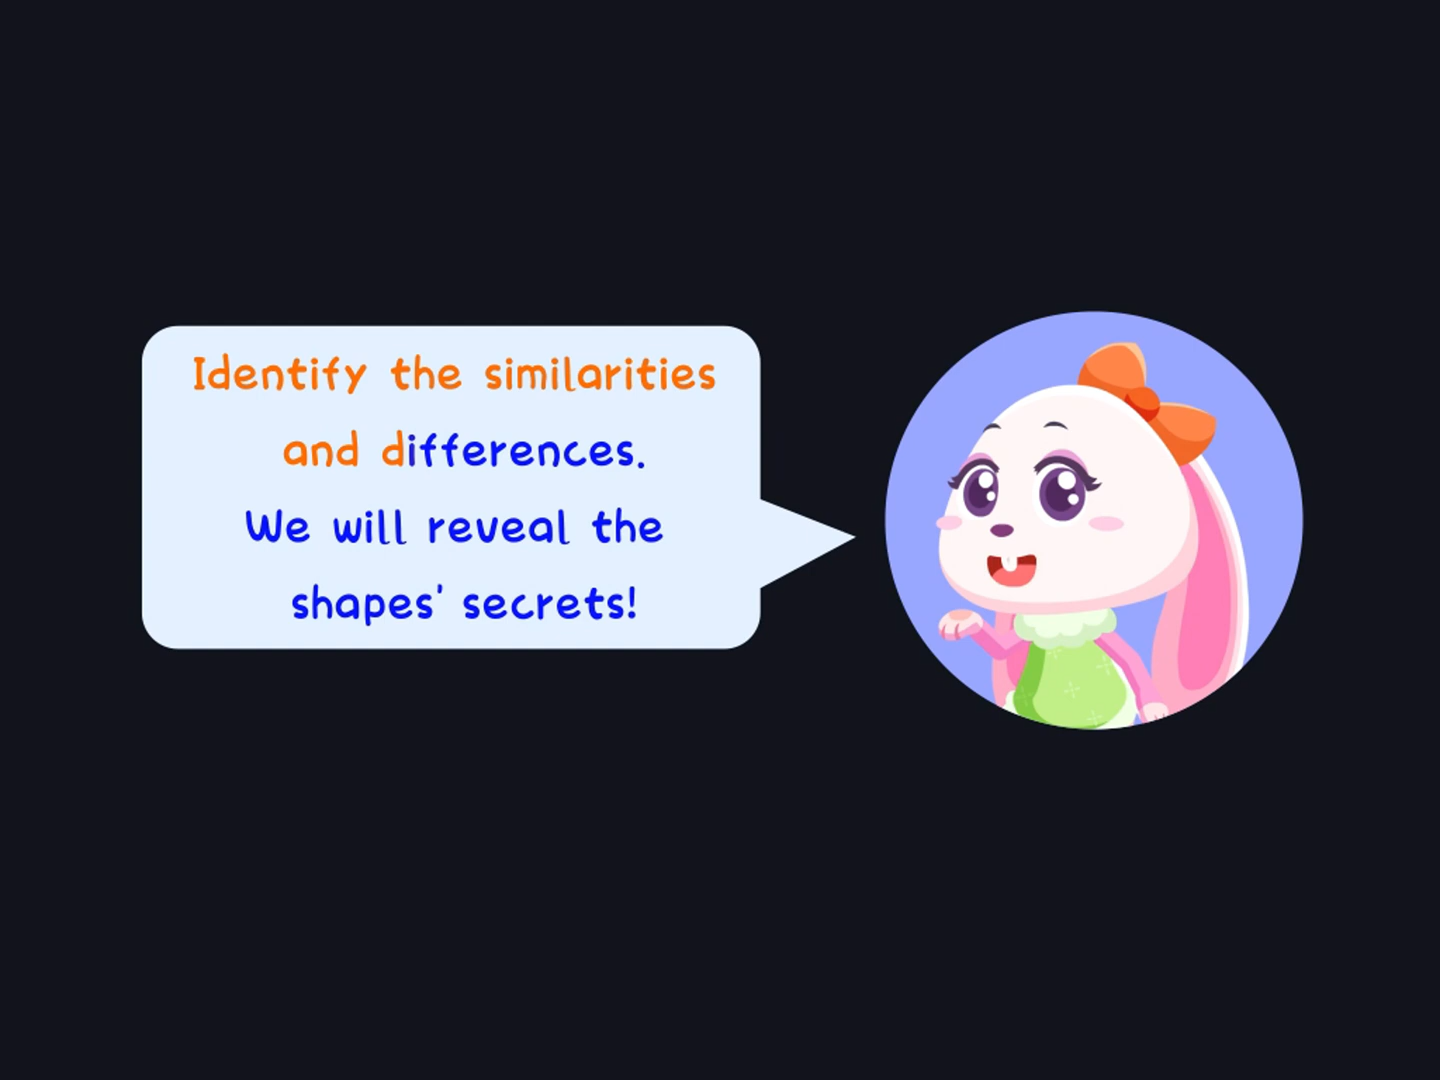 Identify the similarities
and differences.
We will reveal the
shapes' secrets!